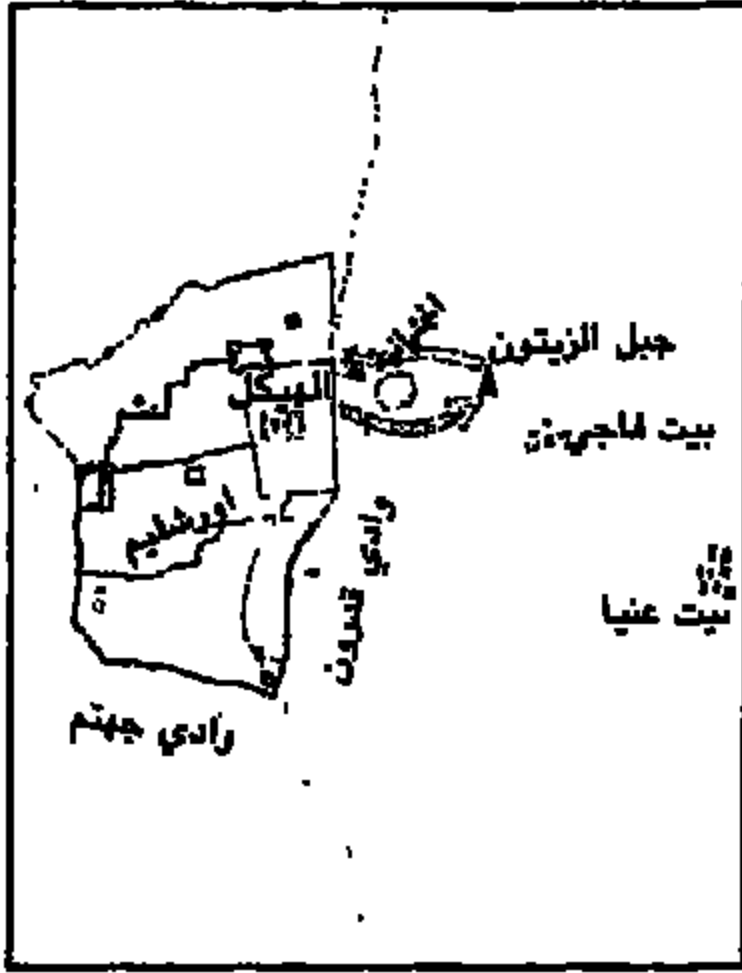 جبل الزيتون
الهيكل
بيت فاجي
اورشليم
وادي قدرون
بيت عنيا
وادي جهنم